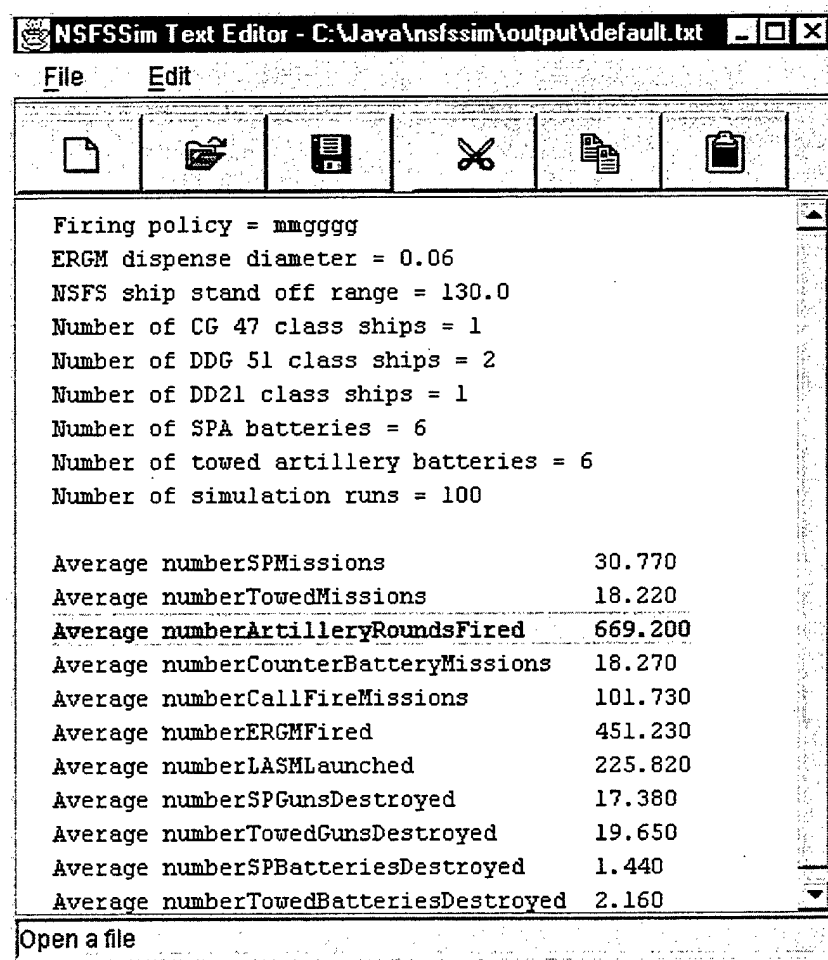 NSFSSim Text Editor - C:\Java\nsfssim\output\default.txt
File Edit
Firing policy = mmgggg
ERGM dispense diameter = 0.06
NSFS ship stand off range = 130.0
Number of CG 47 class ships = 1
Number of DDG 51 class ships = 2
Number of DD21 class ships = 1
Number of SPA batteries = 6
Number of towed artillery batteries = 6
Number of simulation runs = 100
Average numberSPMissions 30.770
Average numberTowedMissions 18.220
Average numberArtilleryRoundsFired 669.200
Average numberCounterBatteryMissions 18.270
Average numberCallFireMissions 101.730
Average numberERGMFired 451.230
Average numberLASMLaunched 225.820
Average numberSPGunsDestroyed 17.380
Average numberTowedGunsDestroyed 19.650
Average numberSPBatteriesDestroyed 1.440
Average numberTowedBatteriesDestroyed 2.160
Open a file